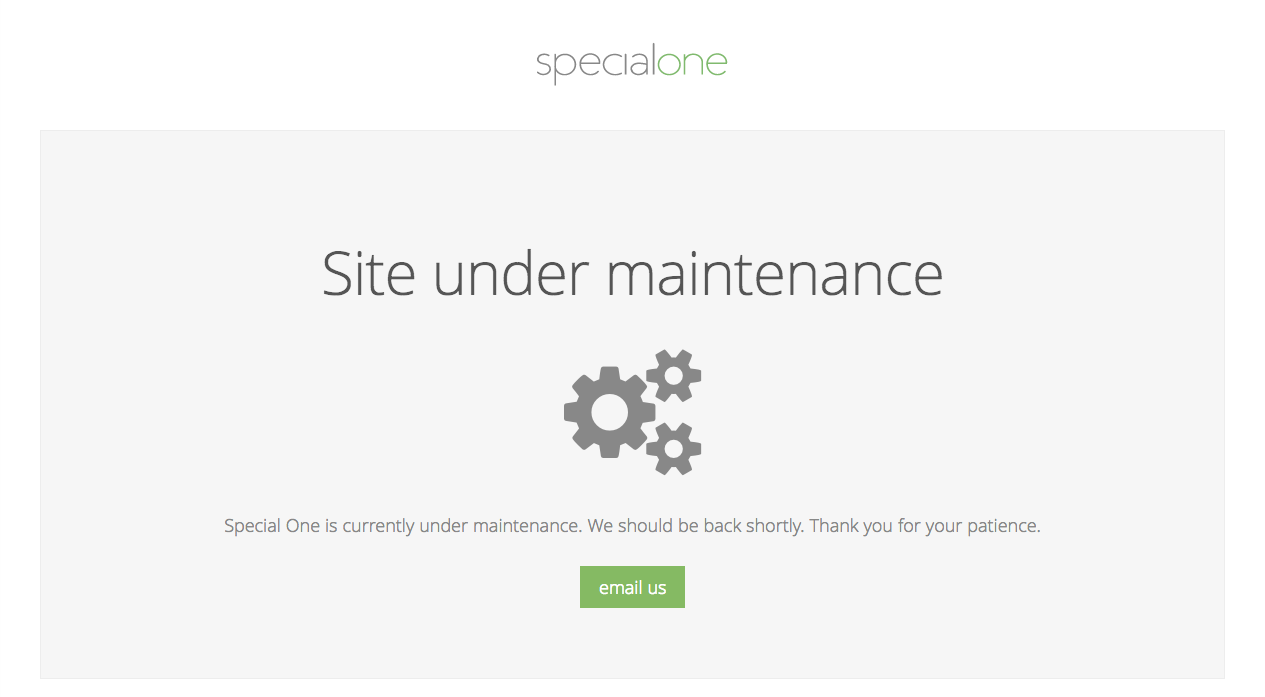 specialone
Site under maintenance
Special One is currently under maintenance. We should be back shortly. Thank you for your patience.
email us